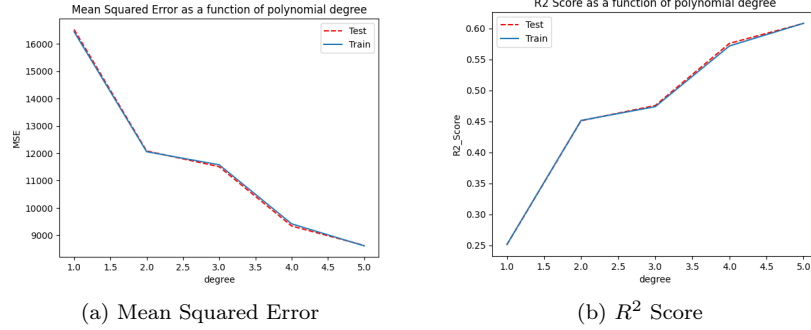 Mean Squared Error as a function of polynomial degree
Test
Train
16000
15000
14000
13000
12000
11000
10000
9000
MSE
1.0 1.5 2.0 2.5 3.0 3.5 4.0 4.5 5.0
degree
(a) Mean Squared Error
R2 Score as a function of polynomial degree
Test
Train
0.60
0.55
0.50
0.45
0.40
0.35
0.30
0.25
R2_Score
1.0 1.5 2.0 2.5 3.0 3.5 4.0 4.5 5.0
degree
(b) R² Score